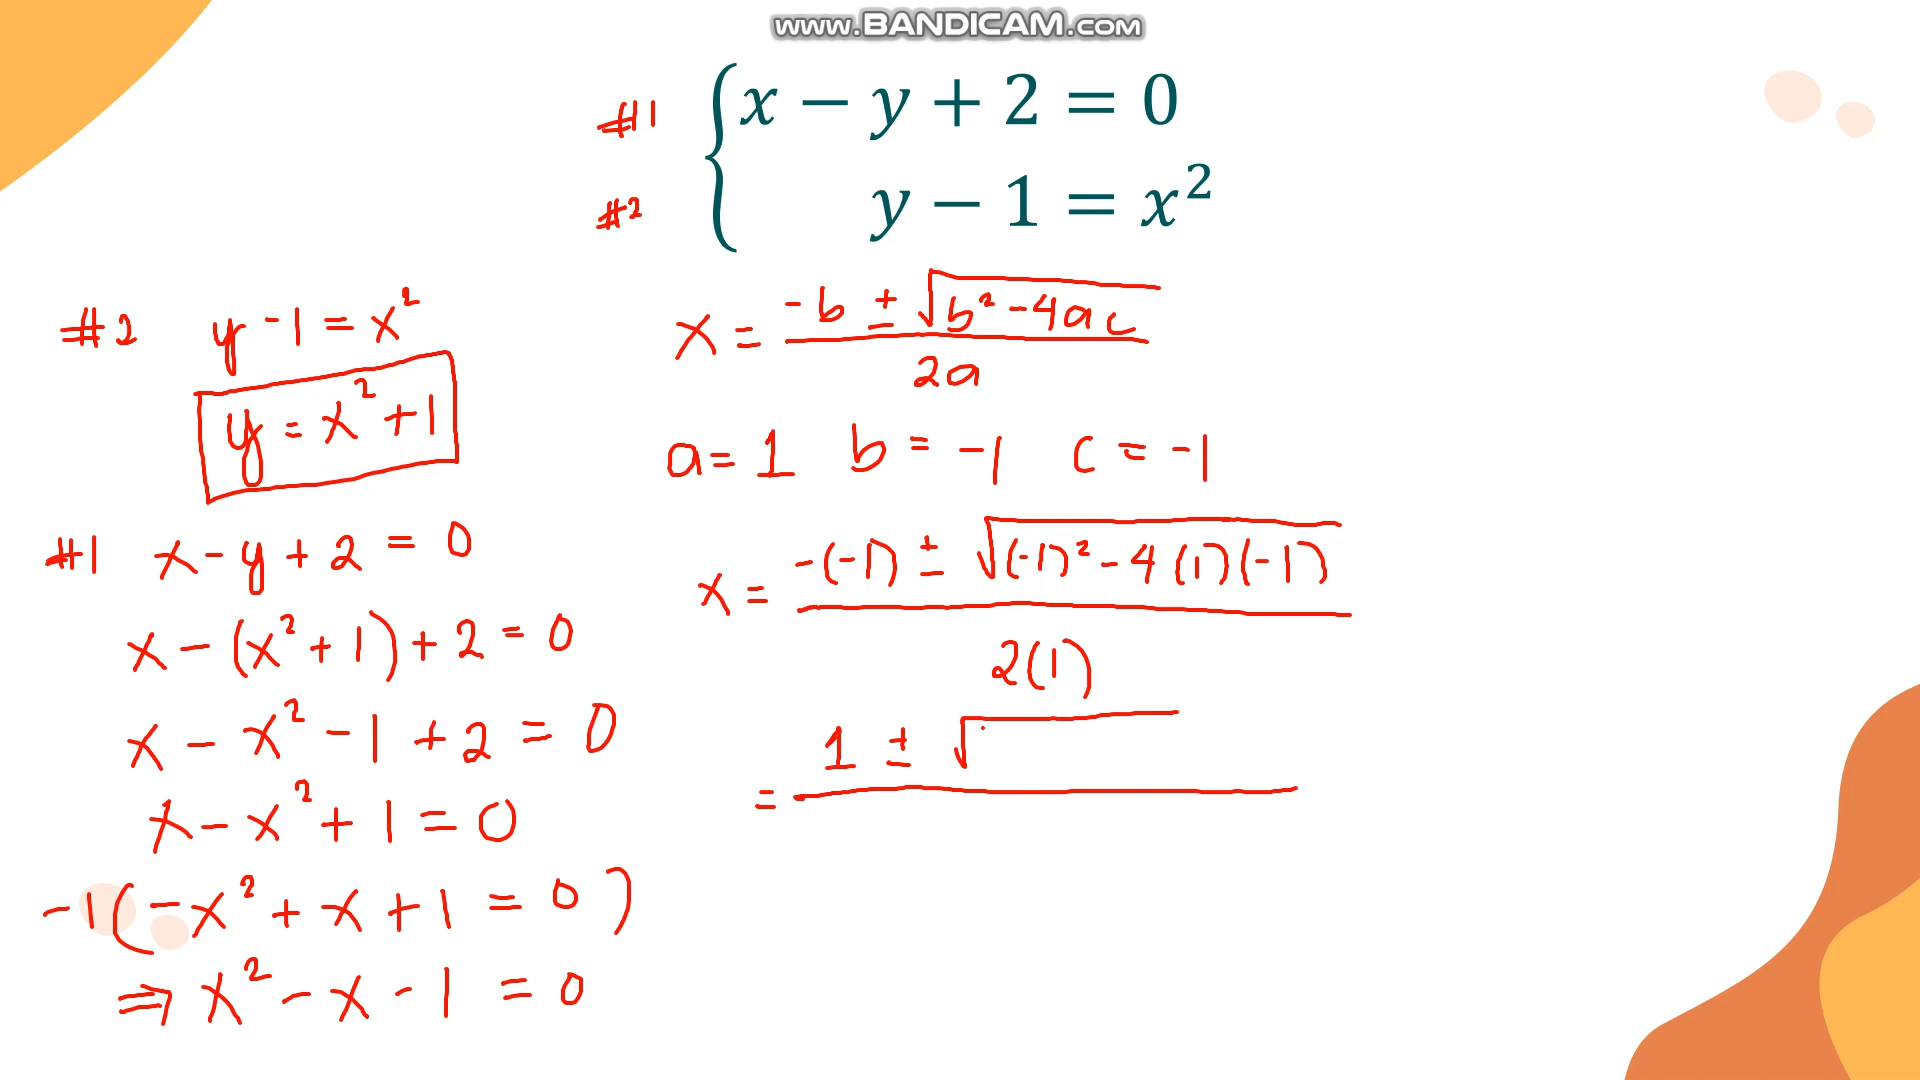 www.BANDICAM.com
#1 x − y + 2 = 0
#2 y − 1 = x²
#2 y - 1 = x²
y = x² + 1
#1 x - y + 2 = 0
x - (x² + 1) + 2 = 0
x - x² - 1 + 2 = 0
x - x² + 1 = 0
-1(-x² + x + 1 = 0)
⇒ x² - x - 1 = 0
x = (-b ± √(b² - 4ac)) / 2a
a = 1 b = -1 c = -1
x = (-(-1) ± √((-1)² - 4(1)(-1))) / 2(1)
= 1 ± √